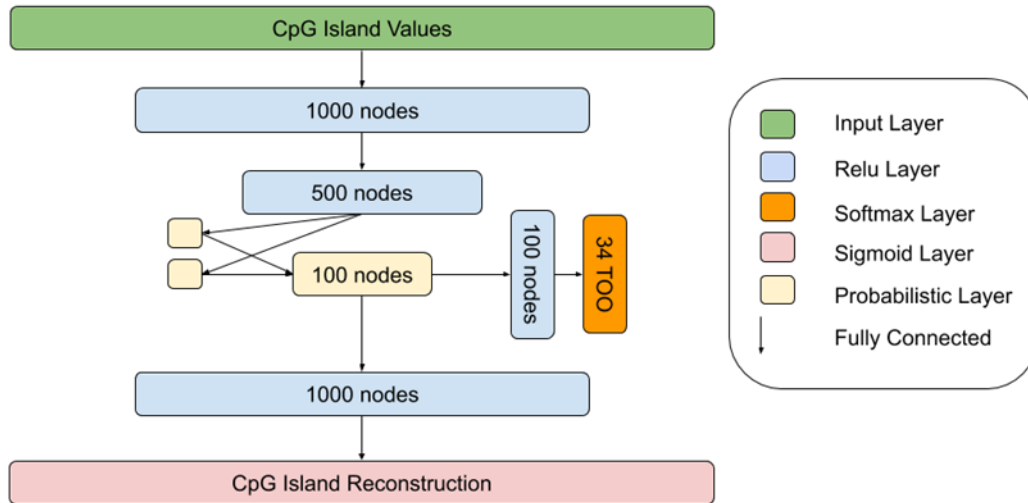 CpG Island Values
1000 nodes
500 nodes
100 nodes
100 nodes
34 TOO
1000 nodes
CpG Island Reconstruction
Input Layer
Relu Layer
Softmax Layer
Sigmoid Layer
Probabilistic Layer
Fully Connected